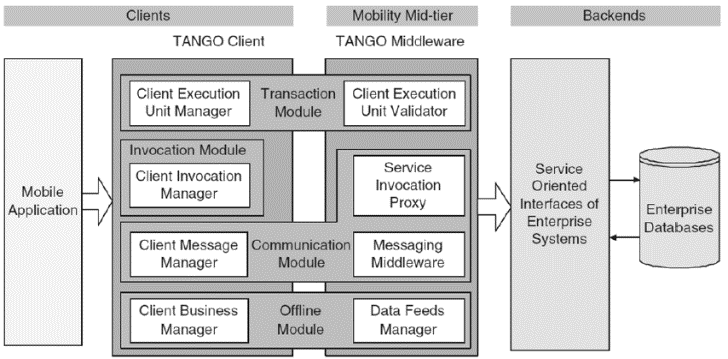 Clients
Mobility Mid-tier
Backends
TANGO Client
TANGO Middleware
Mobile
Application
Client Execution
Unit Manager
Transaction
Module
Client Execution
Unit Validator
Invocation Module
Client Invocation
Manager
Service
Invocation
Proxy
Client Message
Manager
Communication
Module
Messaging
Middleware
Client Business
Manager
Offline
Module
Data Feeds
Manager
Service
Oriented
Interfaces of
Enterprise
Systems
Enterprise
Databases